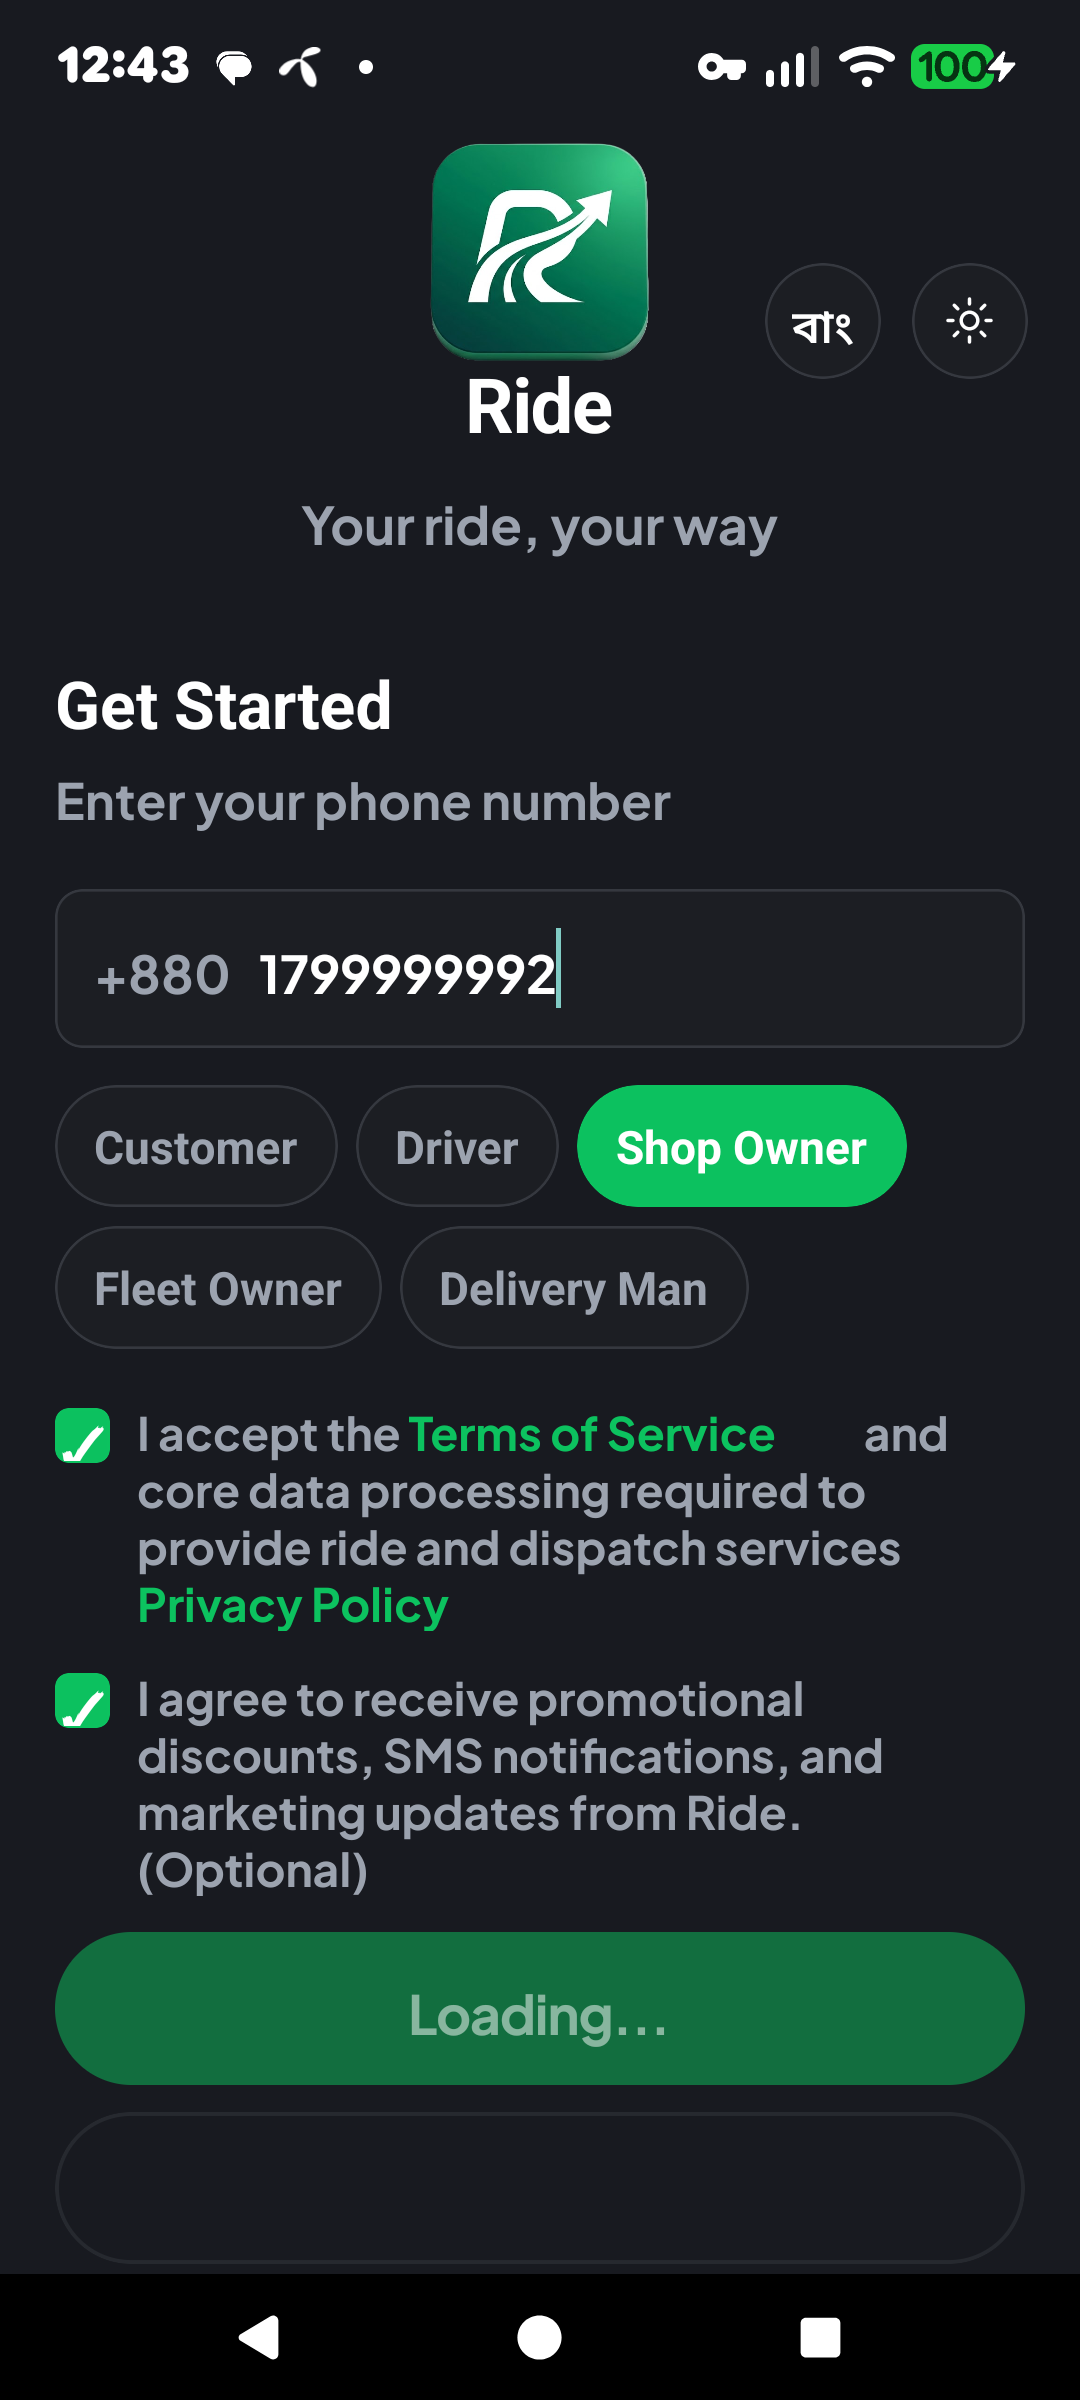 12:43
100
বাং
Ride
Your ride, your way
Get Started
Enter your phone number
+880 1799999992
Customer Driver Shop Owner
Fleet Owner Delivery Man
I accept the Terms of Service and
core data processing required to
provide ride and dispatch services
Privacy Policy
I agree to receive promotional
discounts, SMS notifications, and
marketing updates from Ride.
(Optional)
Loading...